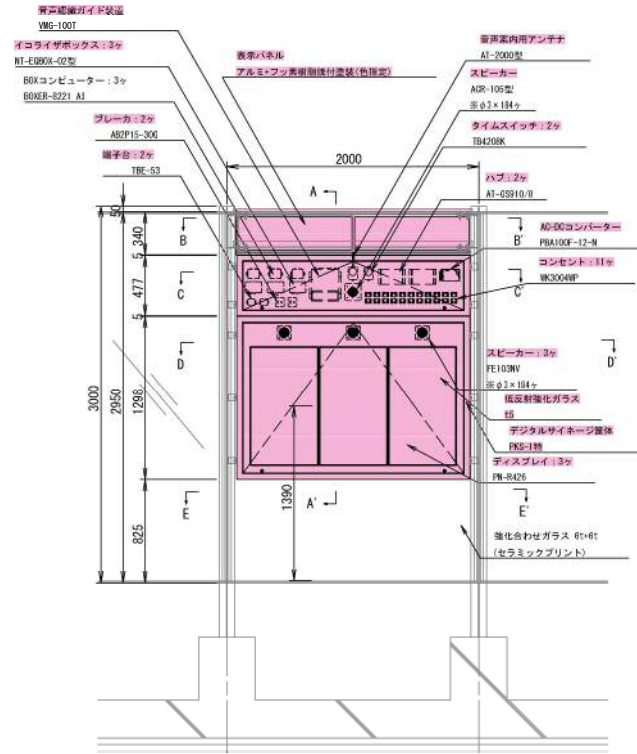 音声認識ガイド装置
VMG-100T
イコライザボックス：3ヶ
NT-EQBOX-02型
BOXコンピューター：3ヶ
BOXER-8221 AI
ブレーカ：2ヶ
AB2P15-30G
端子台：2ヶ
TBE-53
表示パネル
アルミ+フッ素樹脂焼付塗装(色指定)
音声案内用アンテナ
AT-2000型
スピーカー
ACR-105型
※φ3×184ヶ
タイムスイッチ：2ヶ
TB4208K
ハブ：2ヶ
AT-GS910/8
AC-DCコンバーター
PBA100F-12-N
コンセント：11ヶ
WK3004WP
スピーカー：3ヶ
FE103NV
※φ3×184ヶ
低反射強化ガラス
t5
デジタルサイネージ筐体
PKS-1特
ディスプレイ：3ヶ
PN-R426
強化合わせガラス 6t+6t
(セラミックプリント)
2000
A
A'
B
B'
C
C'
D
D'
E
E'
50
340
5
477
5
1298
825
2950
3000
1390